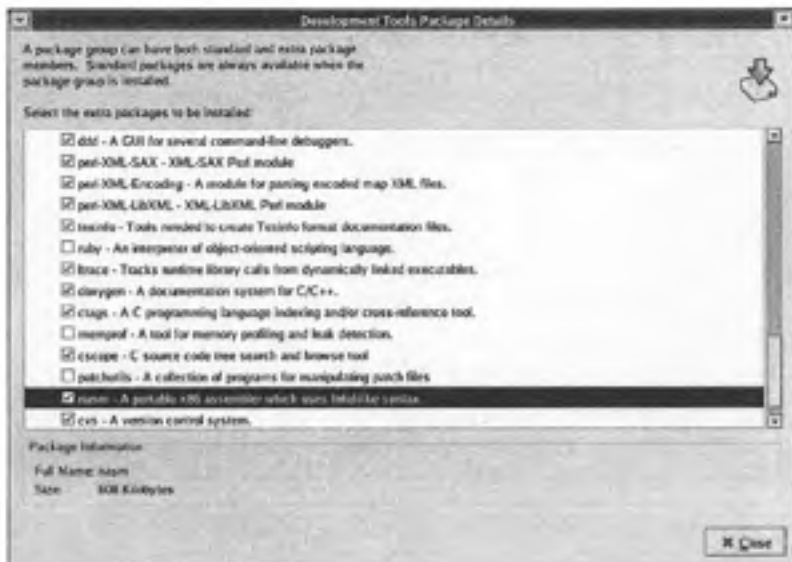 Development Tools Package Details
A package group can have both standard and extra package
members. Standard packages are always available when the
package group is installed.
Select the extra packages to be installed:
ddd - A GUI for several command-line debuggers.
perl-XML-SAX - XML-SAX Perl module
perl-XML-Encoding - A module for parsing encoded map XML files.
perl-XML-LibXML - XML-LibXML Perl module
texinfo - Tools needed to create Texinfo format documentation files.
ruby - An interpreter of object-oriented scripting language.
ltrace - Tracks runtime library calls from dynamically linked executables.
doxygen - A documentation system for C/C++.
ctags - A C programming language indexing and/or cross-reference tool.
memprof - A tool for memory profiling and leak detection.
cscope - C source code tree search and browse tool
patchutils - A collection of programs for manipulating patch files
nasm - A portable x86 assembler which uses Intel-like syntax.
cvs - A version control system.
Package Information
Full Name: nasm
Size: 608 Kilobytes
Close